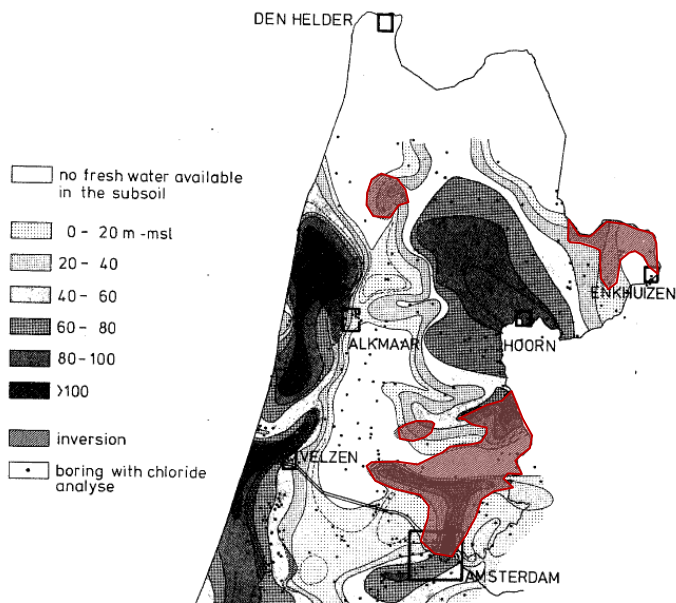 DEN HELDER
no fresh water available
in the subsoil
0 - 20 m -msl
20 - 40
40 - 60
60 - 80
80 - 100
>100
inversion
boring with chloride
analyse
ENKHUIZEN
ALKMAAR
HOORN
VELZEN
AMSTERDAM